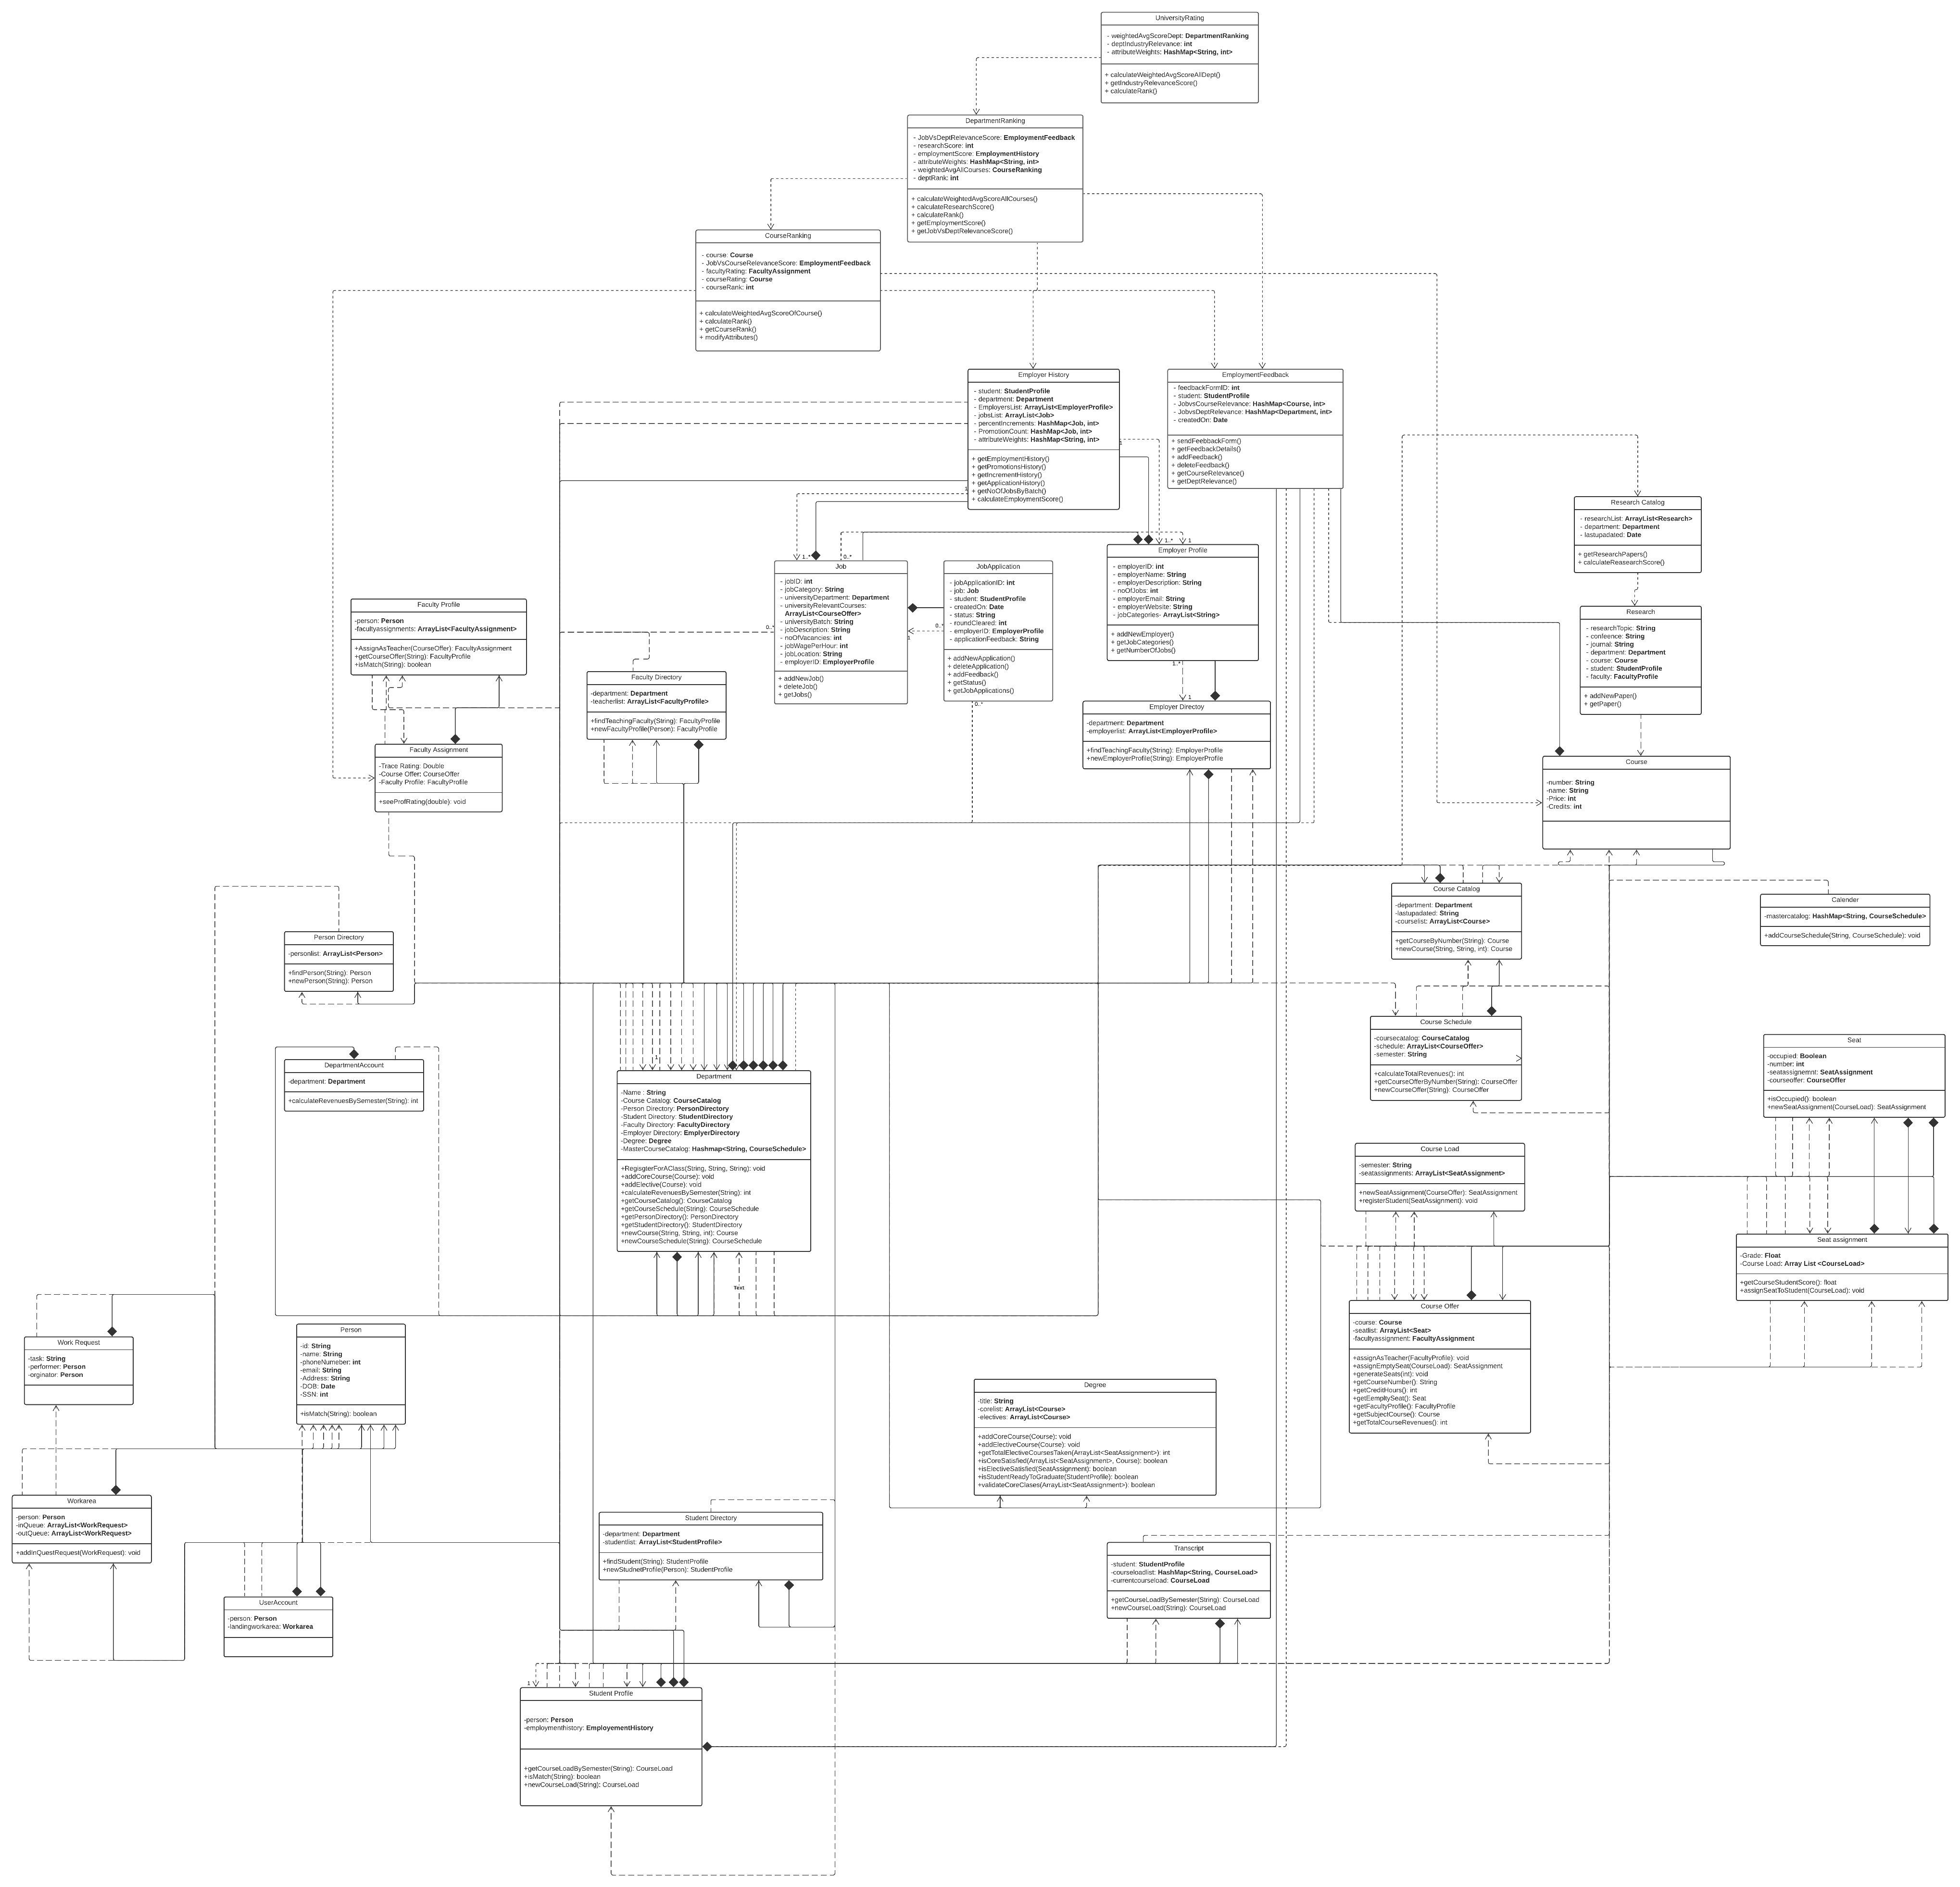 UniversityRating
- weightedAvgScoreDept: DepartmentRanking
- deptIndustryRelevance: int
- attributeWeights: HashMap<String, int>
+ calculateWeightedAvgScoreAllDept()
+ getIndustryRelevanceScore()
+ calculateRank()
DepartmentRanking
- JobVsDeptRelevanceScore: EmploymentFeedback
- researchScore: int
- employmentScore: EmploymentHistory
- attributeWeights: HashMap<String, int>
- weightedAvgAllCourses: CourseRanking
- deptRank: int
+ calculateWeightedAvgScoreAllCourses()
+ calculateResearchScore()
+ calculateRank()
+ getEmploymentScore()
+ getJobVsDeptRelevanceScore()
CourseRanking
- course: Course
- JobVsCourseRelevanceScore: EmploymentFeedback
- facultyRating: FacultyAssignment
- courseRating: Course
- courseRank: int
+ calculateWeightedAvgScoreOfCourse()
+ calculateRank()
+ getCourseRank()
+ modifyAttributes()
Employer History
- student: StudentProfile
- department: Department
- EmployersList: ArrayList<EmployerProfile>
- jobsList: ArrayList<Job>
- percentIncrements: HashMap<Job, int>
- PromotionCount: HashMap<Job, int>
- attributeWeights: HashMap<String, int>
+ getEmploymentHistory()
+ getPromotionsHistory()
+ getIncrementHistory()
+ getApplicationHistory()
+ getNoOfJobsByBatch()
+ calculateEmploymentScore()
1
1
EmploymentFeedback
- feedbackFormID: int
- student: StudentProfile
- JobvsCourseRelevance: HashMap<Course, int>
- JobvsDeptRelevance: HashMap<Department, int>
- createdOn: Date
+ sendFeebbackForm()
+ getFeedbackDetails()
+ addFeedback()
+ deleteFeedback()
+ getCourseRelevance()
+ getDeptRelevance()
Research Catalog
- researchList: ArrayList<Research>
- department: Department
- lastupadated: Date
+ getResearchPapers()
+ calculateReasearchScore()
1..*
0..*
1..*
1
Job
- jobID: int
- jobCategory: String
- universityDepartment: Department
- universityRelevantCourses:
ArrayList<CourseOffer>
- universityBatch: String
- jobDescription: String
- noOfVacancies: int
- jobWagePerHour: int
- jobLocation: String
- employerID: EmployerProfile
+ addNewJob()
+ deleteJob()
+ getJobs()
0..*
JobApplication
- jobApplicationID: int
- job: Job
- student: StudentProfile
- createdOn: Date
- status: String
- roundCleared: int
- employerID: EmployerProfile
- applicationFeedback: String
+ addNewApplication()
+ deleteApplication()
+ addFeedback()
+ getStatus()
+ getJobApplications()
0..*
1
0..*
Employer Profile
- employerID: int
- employerName: String
- employerDescription: String
- noOfJobs: int
- employerEmail: String
- employerWebsite: String
- jobCategories- ArrayList<String>
+ addNewEmployer()
+ getJobCategories()
+ getNumberOfJobs()
1..*
1
Research
- researchTopic: String
- confeence: String
- journal: String
- department: Department
- course: Course
- student: StudentProfile
- faculty: FacultyProfile
+ addNewPaper()
+ getPaper()
Faculty Profile
-person: Person
-facultyassignments: ArrayList<FacultyAssignment>
+AssignAsTeacher(CourseOffer): FacultyAssignment
+getCourseOffer(String): FacultyProfile
+isMatch(String): boolean
Faculty Directory
-department: Department
-teacherlist: ArrayList<FacultyProfile>
+findTeachingFaculty(String): FacultyProfile
+newFacultyProfile(Person): FacultyProfile
Employer Directoy
-department: Department
-employerlist: ArrayList<EmployerProfile>
+findTeachingFaculty(String): EmployerProfile
+newEmployerProfile(String): EmployerProfile
Faculty Assignment
-Trace Rating: Double
-Course Offer: CourseOffer
-Faculty Profile: FacultyProfile
+seeProfRating(double): void
Course
-number: String
-name: String
-Price: int
-Credits: int
Course Catalog
-department: Department
-lastupadated: String
-courselist: ArrayList<Course>
+getCourseByNumber(String): Course
+newCourse(String, String, int): Course
Calender
-mastercatalog: HashMap<String, CourseSchedule>
+addCourseSchedule(String, CourseSchedule): void
Person Directory
-personlist: ArrayList<Person>
+findPerson(String): Person
+newPerson(String): Person
Course Schedule
-coursecatalog: CourseCatalog
-schedule: ArrayList<CourseOffer>
-semester: String
+calculateTotalRevenues(): int
+getCourseOfferByNumber(String): CourseOffer
+newCourseOffer(String): CourseOffer
DepartmentAccount
-department: Department
+calculateRevenuesBySemester(String): int
1
Department
-Name : String
-Course Catalog: CourseCatalog
-Person Directory: PersonDirectory
-Student Directory: StudentDirectory
-Faculty Directory: FacultyDirectory
-Employer Directory: EmplyerDirectory
-Degree: Degree
-MasterCourseCatalog: Hashmap<String, CourseSchedule>
+RegisgterForAClass(String, String, String): void
+addCoreCourse(Course): void
+addElective(Course): void
+calculateRevenuesBySemester(String): int
+getCourseCatalog(): CourseCatalog
+getCourseSchedule(String): CourseSchedule
+getPersonDirectory(): PersonDirectory
+getStudentDirectory(): StudentDirectory
+newCourse(String, String, int): Course
+newCourseSchedule(String): CourseSchedule
Text
Seat
-occupied: Boolean
-number: int
-seatassignemnt: SeatAssignment
-courseoffer: CourseOffer
+isOccupied(): boolean
+newSeatAssignment(CourseLoad): SeatAssignment
Course Load
-semester: String
-seatassignments: ArrayList<SeatAssignment>
+newSeatAssignment(CourseOffer): SeatAssignment
+registerStudent(SeatAssignment): void
Seat assignment
-Grade: Float
-Course Load: Array List <CourseLoad>
+getCourseStudentScore(): float
+assignSeatToStudent(CourseLoad): void
Course Offer
-course: Course
-seatlist: ArrayList<Seat>
-facultyassignment: FacultyAssignment
+assignAsTeacher(FacultyProfile): void
+assignEmptySeat(CourseLoad): SeatAssignment
+generateSeats(int): void
+getCourseNumber(): String
+getCreditHours(): int
+getEempltySeat(): Seat
+getFacultyProfile(): FacultyProfile
+getSubjectCourse(): Course
+getTotalCourseRevenues(): int
Work Request
-task: String
-performer: Person
-orginator: Person
Person
-id: String
-name: String
-phoneNumeber: int
-email: String
-Address: String
-DOB: Date
-SSN: int
+isMatch(String): boolean
Degree
-title: String
-corelist: ArrayList<Course>
-electives: ArrayList<Course>
+addCoreCourse(Course): void
+addElectiveCourse(Course): void
+getTotalElectiveCoursesTaken(ArrayList<SeatAssignment>): int
+isCoreSatisfied(ArrayList<SeatAssignment>, Course): boolean
+isElectiveSatisfied(SeatAssignment): boolean
+isStudentReadyToGraduate(StudentProfile): boolean
+validateCoreClases(ArrayList<SeatAssignment>): boolean
Workarea
-person: Person
-inQueue: ArrayList<WorkRequest>
-outQueue: ArrayList<WorkRequest>
+addInQuestRequest(WorkRequest): void
Student Directory
-department: Department
-studentlist: ArrayList<StudentProfile>
+findStudent(String): StudentProfile
+newStudnetProfile(Person): StudentProfile
Transcript
-student: StudentProfile
-courseloadlist: HashMap<String, CourseLoad>
-currentcourseload: CourseLoad
+getCourseLoadBySemester(String): CourseLoad
+newCourseLoad(String): CourseLoad
UserAccount
-person: Person
-landingworkarea: Workarea
1
Student Profile
-person: Person
-employmenthistory: EmployementHistory
+getCourseLoadBySemester(String): CourseLoad
+isMatch(String): boolean
+newCourseLoad(String): CourseLoad